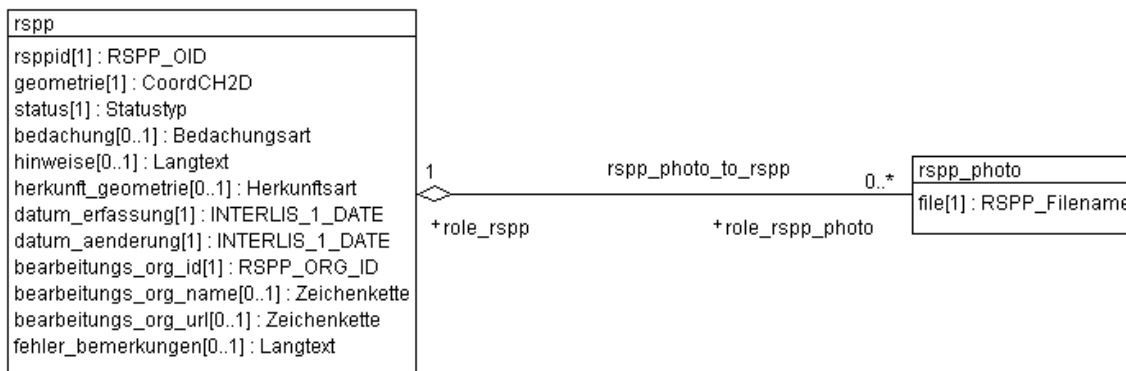 rspp
rsppid[1] : RSPP_OID
geometrie[1] : CoordCH2D
status[1] : Statustyp
bedachung[0..1] : Bedachungsart
hinweise[0..1] : Langtext
herkunft_geometrie[0..1] : Herkunftsart
datum_erfassung[1] : INTERLIS_1_DATE
datum_aenderung[1] : INTERLIS_1_DATE
bearbeitungs_org_id[1] : RSPP_ORG_ID
bearbeitungs_org_name[0..1] : Zeichenkette
bearbeitungs_org_url[0..1] : Zeichenkette
fehler_bemerkungen[0..1] : Langtext
1
rspp_photo_to_rspp
0..*
+role_rspp
+role_rspp_photo
rspp_photo
file[1] : RSPP_Filename